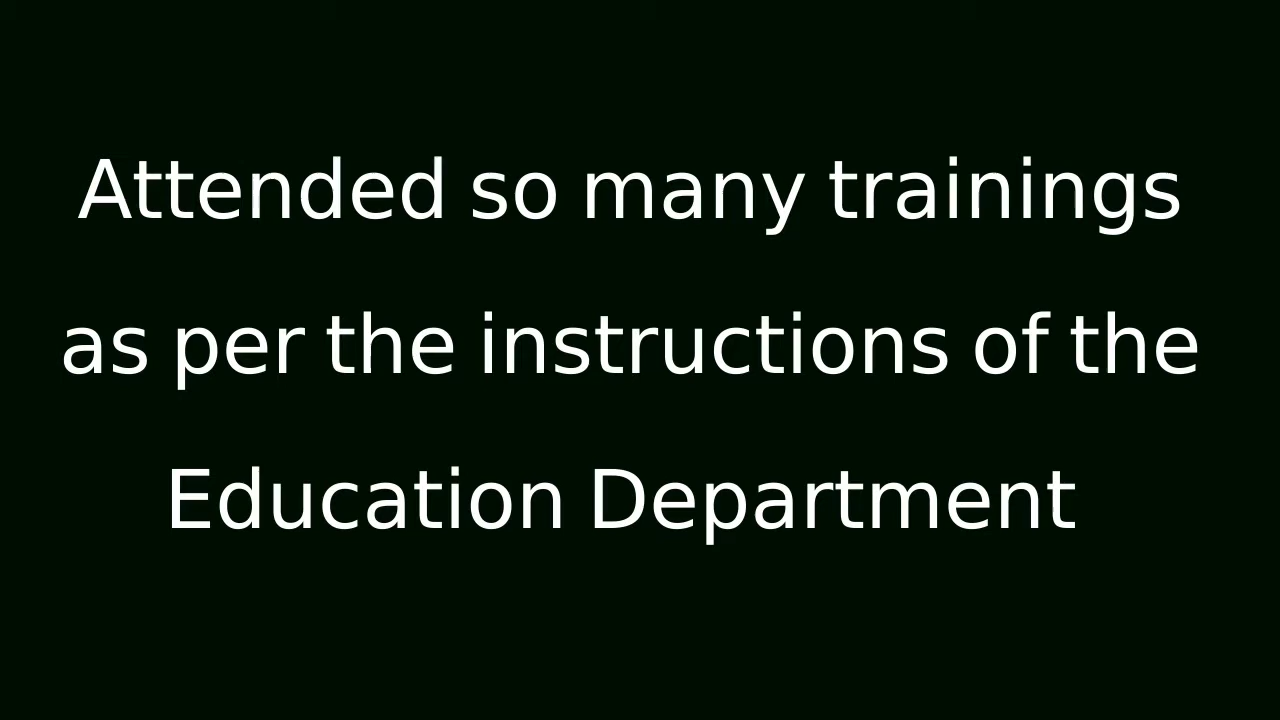 Attended so many trainings
as per the instructions of the
Education Department